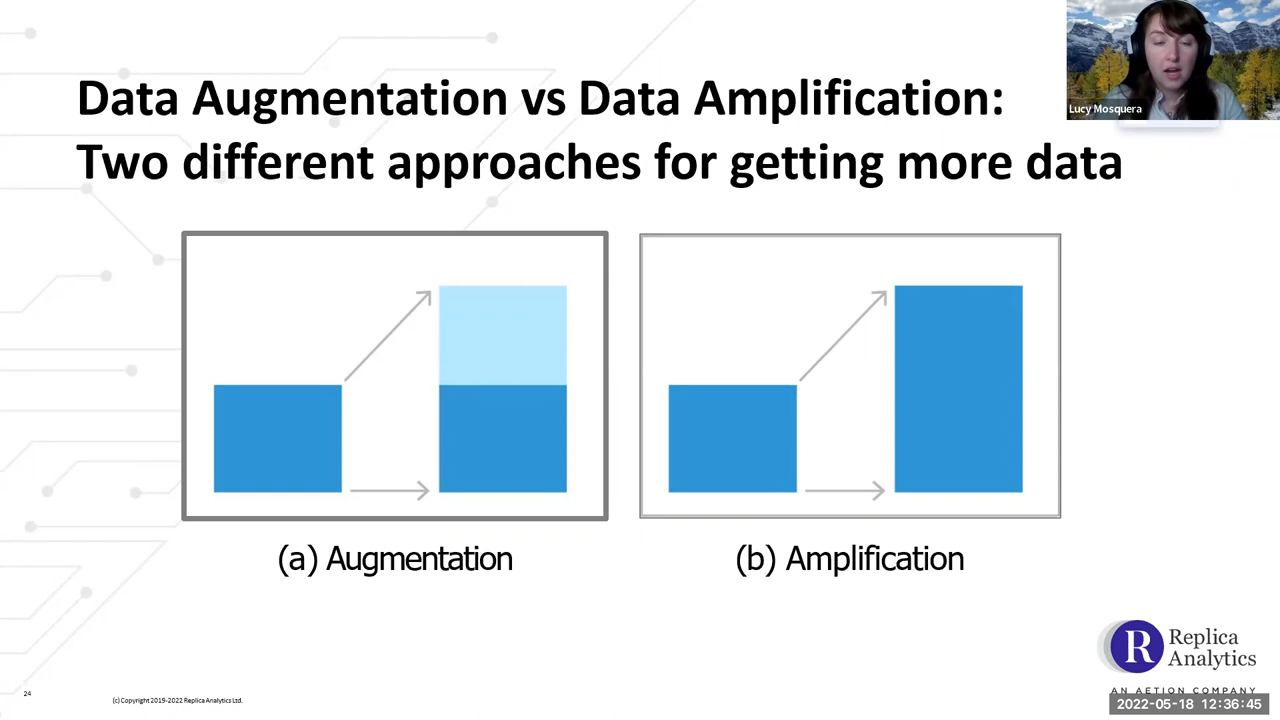 Data Augmentation vs Data Amplification:
Two different approaches for getting more data
Lucy Mosquera
(a) Augmentation
(b) Amplification
R
Replica
Analytics
AN AETION COMPANY
2022-05-18 12:36:45
24
(c) Copyright 2019-2022 Replica Analytics Ltd.